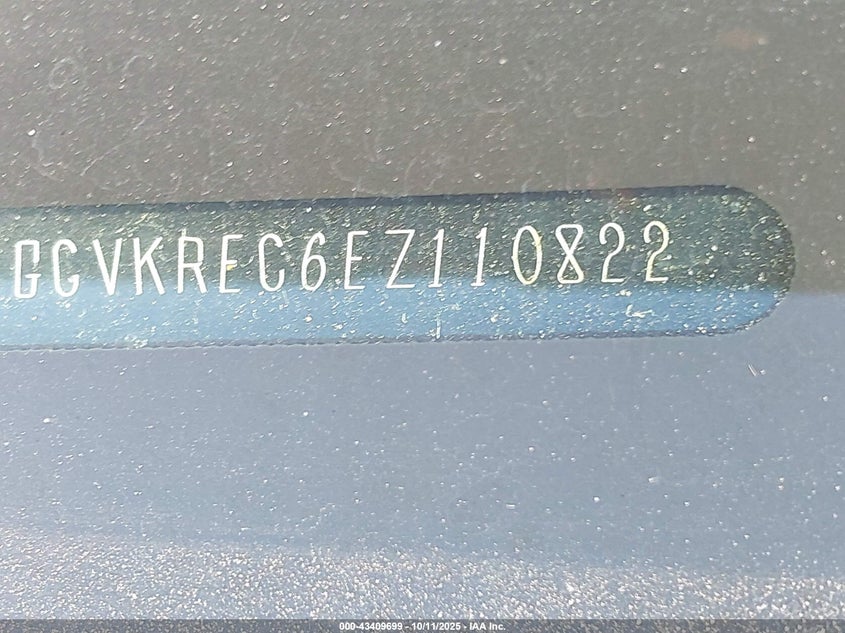 GCVKREC6EZ110822
000-43409699 - 10/11/2025 - IAA Inc.